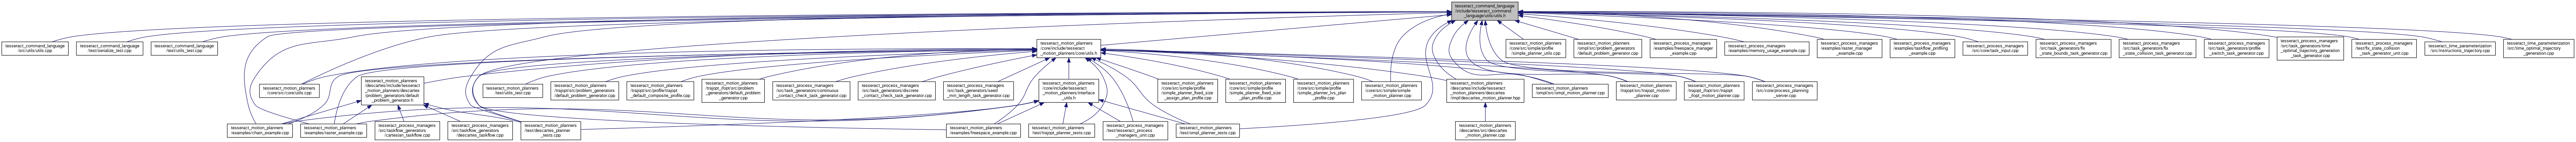 tesseract_command_language
/include/tesseract_command
_language/utils/utils.h
tesseract_command_language
/src/utils/utils.cpp
tesseract_command_language
/test/serialize_test.cpp
tesseract_command_language
/test/utils_test.cpp
tesseract_motion_planners
/core/include/tesseract
_motion_planners/core/utils.h
tesseract_motion_planners
/core/src/simple/profile
/simple_planner_utils.cpp
tesseract_motion_planners
/ompl/src/problem_generators
/default_problem_generator.cpp
tesseract_process_managers
/examples/freespace_manager
_example.cpp
tesseract_process_managers
/examples/memory_usage_example.cpp
tesseract_process_managers
/examples/raster_manager
_example.cpp
tesseract_process_managers
/examples/taskflow_profiling
_example.cpp
tesseract_process_managers
/src/core/task_input.cpp
tesseract_process_managers
/src/task_generators/fix
_state_bounds_task_generator.cpp
tesseract_process_managers
/src/task_generators/fix
_state_collision_task_generator.cpp
tesseract_process_managers
/src/task_generators/profile
_switch_task_generator.cpp
tesseract_process_managers
/src/task_generators/time
_optimal_trajectory_generation
_task_generator.cpp
tesseract_process_managers
/test/fix_state_collision
_task_generator_unit.cpp
tesseract_time_parameterization
/src/instructions_trajectory.cpp
tesseract_time_parameterization
/src/time_optimal_trajectory
_generation.cpp
tesseract_motion_planners
/core/src/core/utils.cpp
tesseract_motion_planners
/descartes/include/tesseract
_motion_planners/descartes
/problem_generators/default
_problem_generator.h
tesseract_motion_planners
/test/utils_test.cpp
tesseract_motion_planners
/trajopt/src/problem_generators
/default_problem_generator.cpp
tesseract_motion_planners
/trajopt/src/profile/trajopt
_default_composite_profile.cpp
tesseract_motion_planners
/trajopt_ifopt/src/problem
_generators/default_problem
_generator.cpp
tesseract_process_managers
/src/task_generators/continuous
_contact_check_task_generator.cpp
tesseract_process_managers
/src/task_generators/discrete
_contact_check_task_generator.cpp
tesseract_process_managers
/src/task_generators/seed
_min_length_task_generator.cpp
tesseract_motion_planners
/core/include/tesseract
_motion_planners/interface
_utils.h
tesseract_motion_planners
/core/src/simple/profile
/simple_planner_fixed_size
_assign_plan_profile.cpp
tesseract_motion_planners
/core/src/simple/profile
/simple_planner_fixed_size
_plan_profile.cpp
tesseract_motion_planners
/core/src/simple/profile
/simple_planner_lvs_plan
_profile.cpp
tesseract_motion_planners
/core/src/simple/simple
_motion_planner.cpp
tesseract_motion_planners
/descartes/include/tesseract
_motion_planners/descartes
/impl/descartes_motion_planner.hpp
tesseract_motion_planners
/ompl/src/ompl_motion_planner.cpp
tesseract_motion_planners
/trajopt/src/trajopt_motion
_planner.cpp
tesseract_motion_planners
/trajopt_ifopt/src/trajopt
_ifopt_motion_planner.cpp
tesseract_process_managers
/src/core/process_planning
_server.cpp
tesseract_motion_planners
/examples/chain_example.cpp
tesseract_motion_planners
/examples/raster_example.cpp
tesseract_process_managers
/src/taskflow_generators
/cartesian_taskflow.cpp
tesseract_process_managers
/src/taskflow_generators
/descartes_taskflow.cpp
tesseract_motion_planners
/test/descartes_planner
_tests.cpp
tesseract_motion_planners
/examples/freespace_example.cpp
tesseract_motion_planners
/test/trajopt_planner_tests.cpp
tesseract_process_managers
/test/tesseract_process
_managers_unit.cpp
tesseract_motion_planners
/test/ompl_planner_tests.cpp
tesseract_motion_planners
/descartes/src/descartes
_motion_planner.cpp